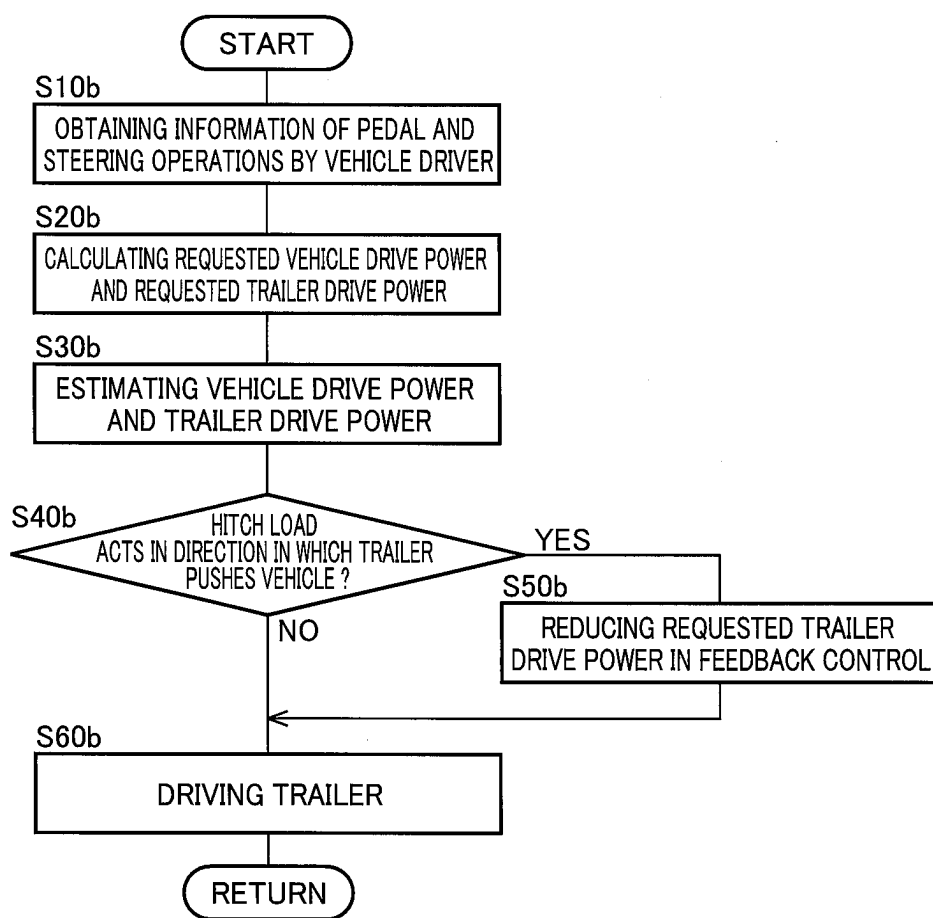 START
S10b
OBTAINING INFORMATION OF PEDAL AND
STEERING OPERATIONS BY VEHICLE DRIVER
S20b
CALCULATING REQUESTED VEHICLE DRIVE POWER
AND REQUESTED TRAILER DRIVE POWER
S30b
ESTIMATING VEHICLE DRIVE POWER
AND TRAILER DRIVE POWER
S40b
HITCH LOAD
ACTS IN DIRECTION IN WHICH TRAILER
PUSHES VEHICLE ?
YES
NO
S50b
REDUCING REQUESTED TRAILER
DRIVE POWER IN FEEDBACK CONTROL
S60b
DRIVING TRAILER
RETURN